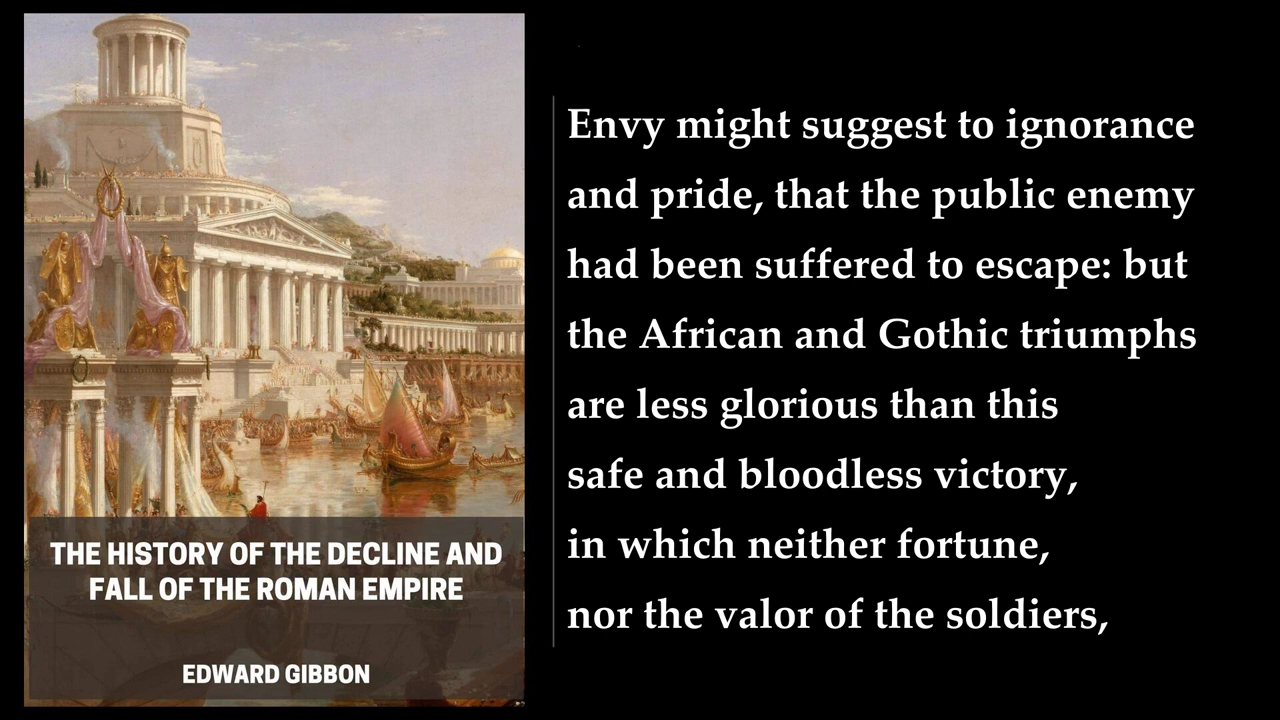 THE HISTORY OF THE DECLINE AND
FALL OF THE ROMAN EMPIRE
EDWARD GIBBON
Envy might suggest to ignorance
and pride, that the public enemy
had been suffered to escape: but
the African and Gothic triumphs
are less glorious than this
safe and bloodless victory,
in which neither fortune,
nor the valor of the soldiers,